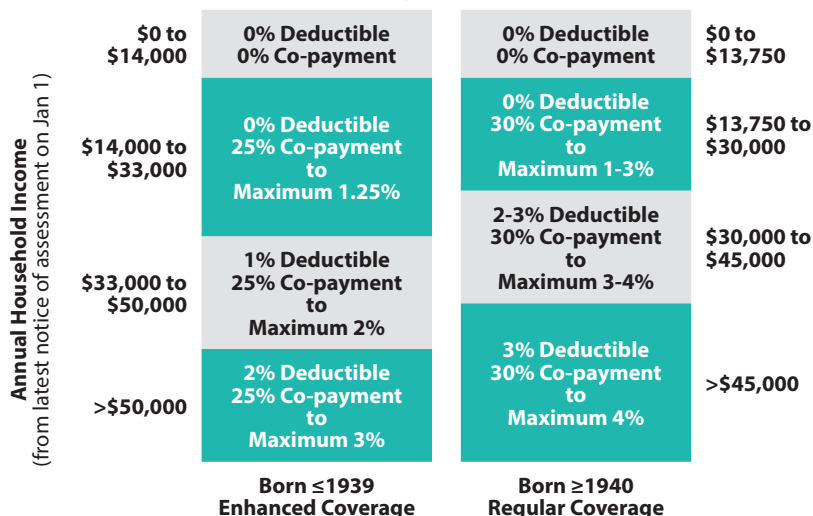 Annual Household Income
(from latest notice of assessment on Jan 1)
$0 to
$14,000
$14,000 to
$33,000
$33,000 to
$50,000
>$50,000
0% Deductible
0% Co-payment
0% Deductible
25% Co-payment
to
Maximum 1.25%
1% Deductible
25% Co-payment
to
Maximum 2%
2% Deductible
25% Co-payment
to
Maximum 3%
Born ≤1939
Enhanced Coverage
0% Deductible
0% Co-payment
0% Deductible
30% Co-payment
to
Maximum 1-3%
2-3% Deductible
30% Co-payment
to
Maximum 3-4%
3% Deductible
30% Co-payment
to
Maximum 4%
Born ≥1940
Regular Coverage
$0 to
$13,750
$13,750 to
$30,000
$30,000 to
$45,000
>$45,000